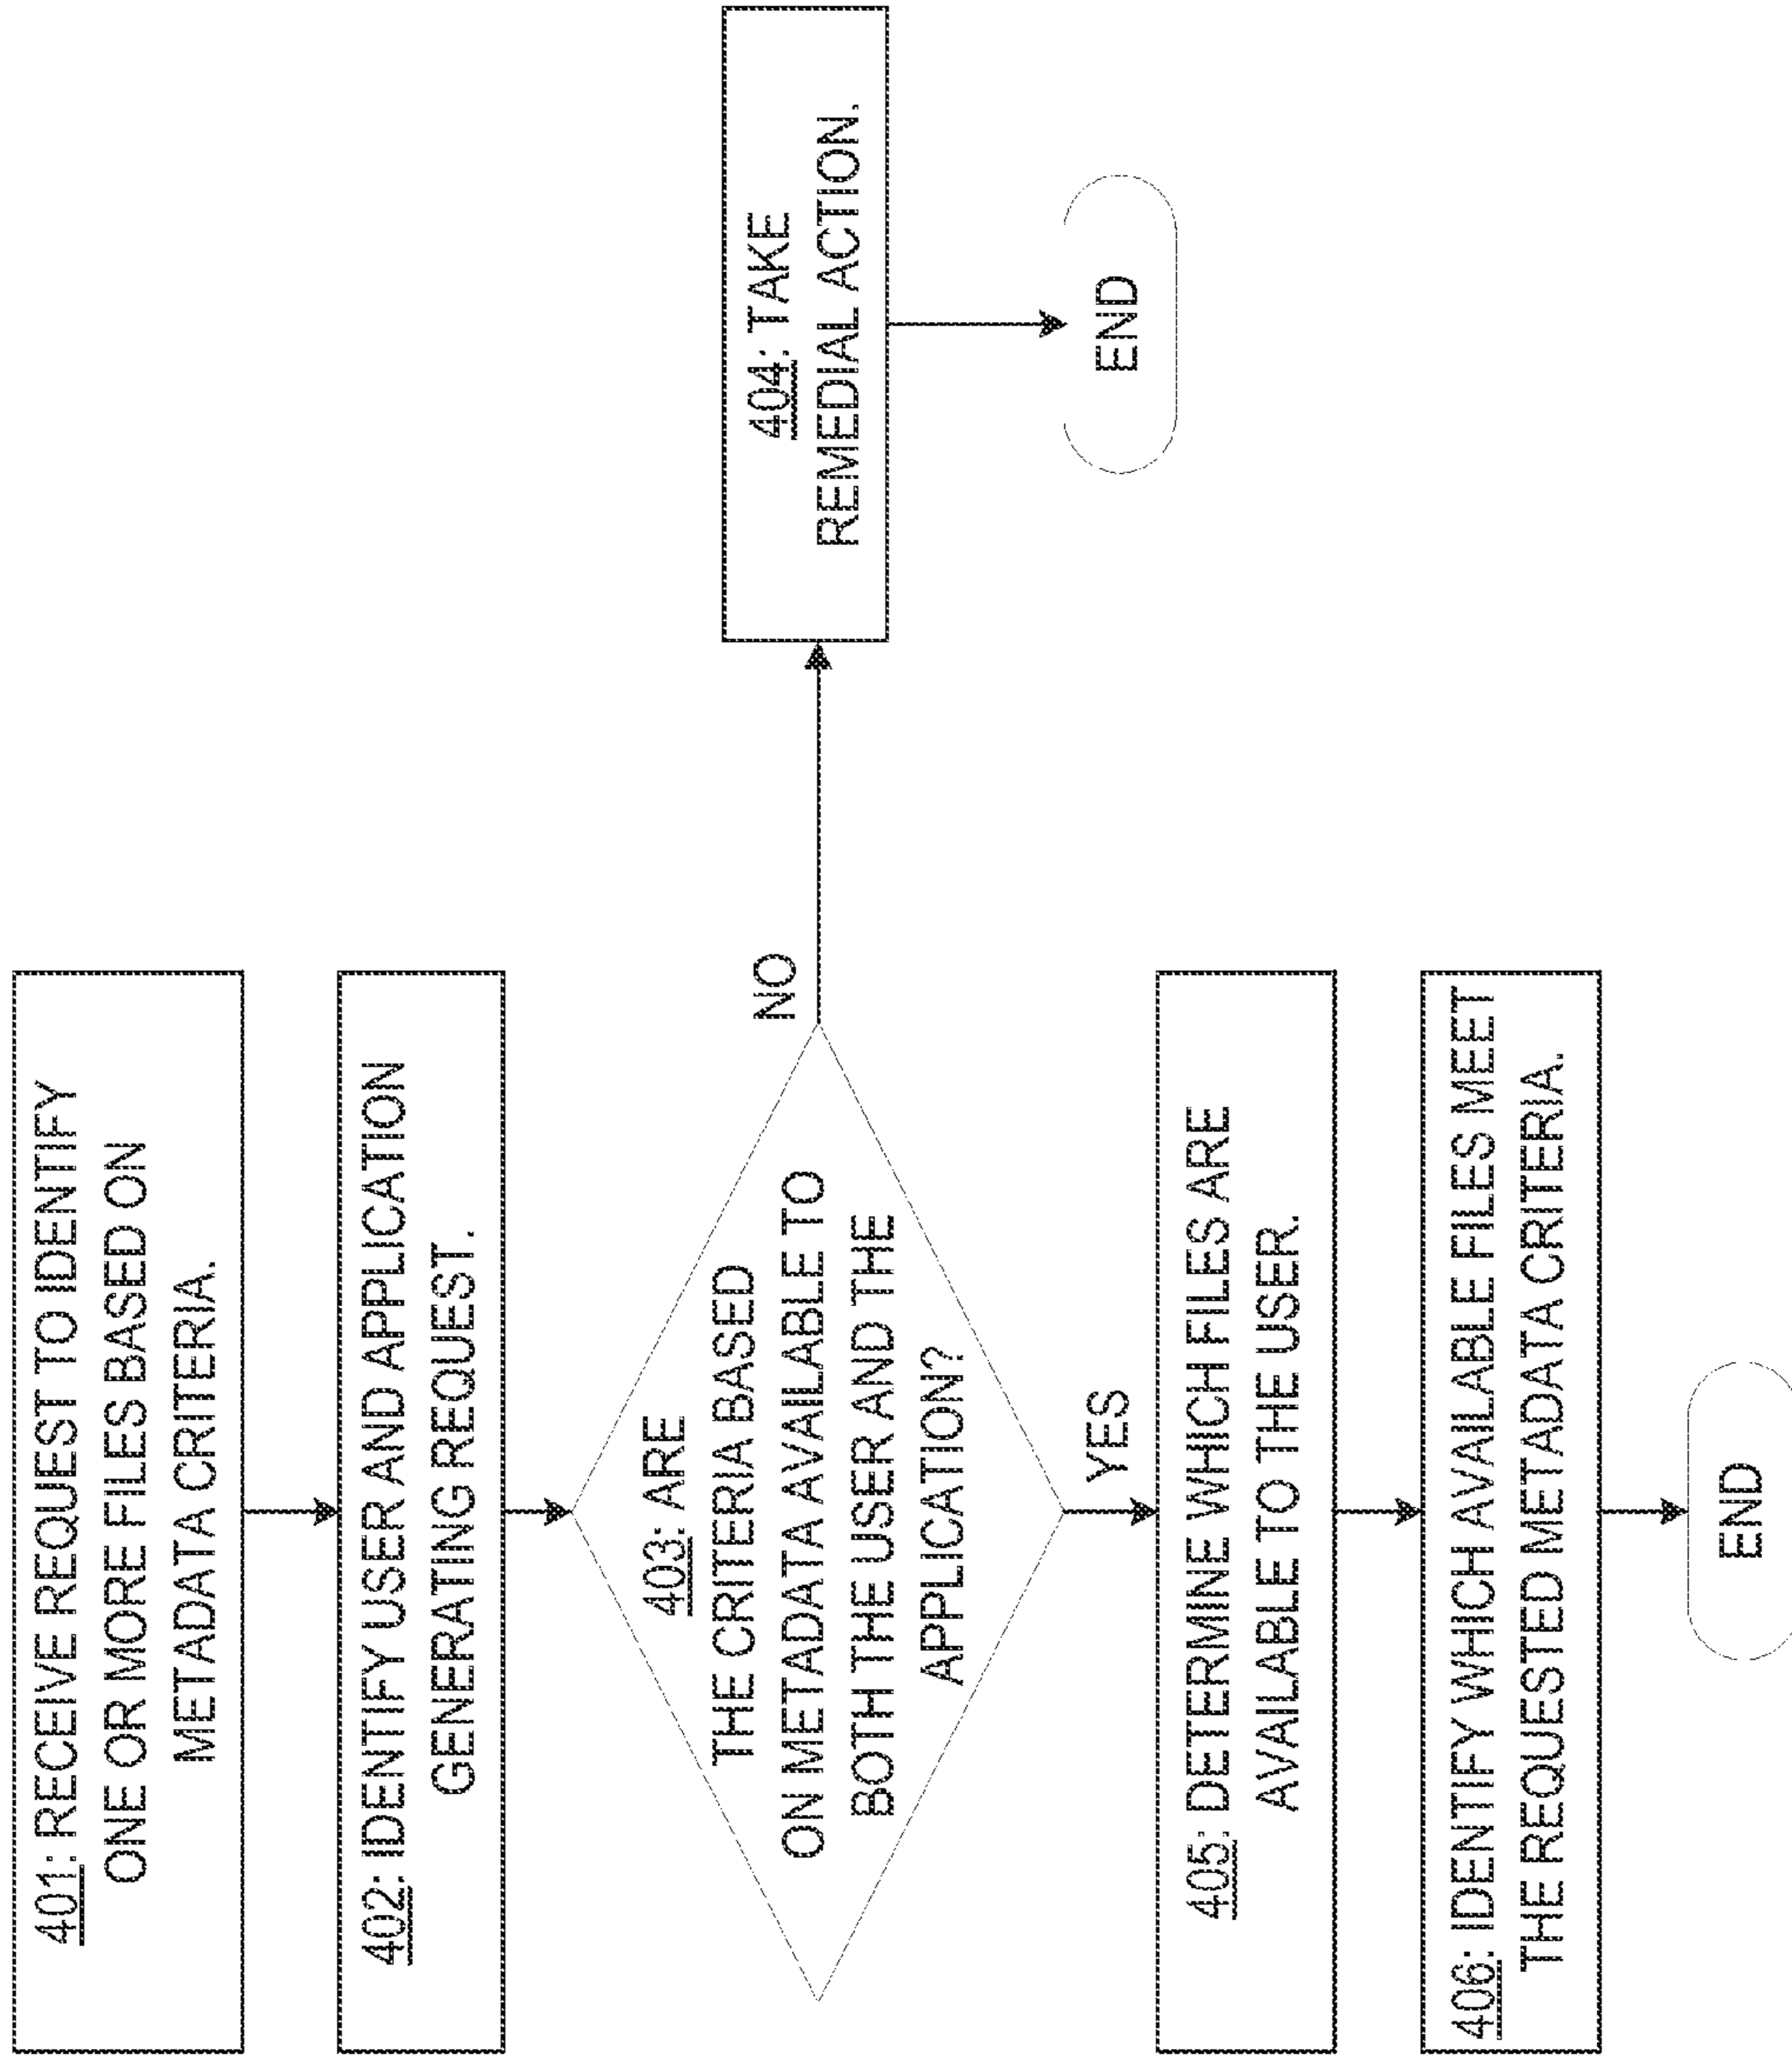 401: RECEIVE REQUEST TO IDENTIFY
ONE OR MORE FILES BASED ON
METADATA CRITERIA.
402: IDENTIFY USER AND APPLICATION
GENERATING REQUEST.
403: ARE
THE CRITERIA BASED
ON METADATA AVAILABLE TO
BOTH THE USER AND THE
APPLICATION?
NO
404: TAKE
REMEDIAL ACTION.
END
YES
405: DETERMINE WHICH FILES ARE
AVAILABLE TO THE USER.
406: IDENTIFY WHICH AVAILABLE FILES MEET
THE REQUESTED METADATA CRITERIA.
END